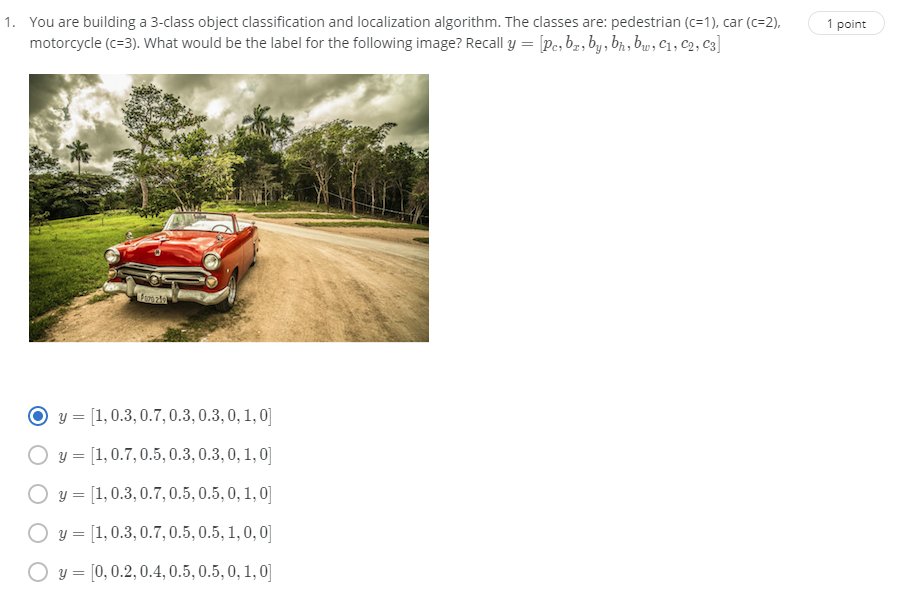 1. You are building a 3-class object classification and localization algorithm. The classes are: pedestrian (c=1), car (c=2), 1 point
motorcycle (c=3). What would be the label for the following image? Recall y = [p_c, b_x, b_y, b_h, b_w, c_1, c_2, c_3]
y = [1, 0.3, 0.7, 0.3, 0.3, 0, 1, 0]
y = [1, 0.7, 0.5, 0.3, 0.3, 0, 1, 0]
y = [1, 0.3, 0.7, 0.5, 0.5, 0, 1, 0]
y = [1, 0.3, 0.7, 0.5, 0.5, 1, 0, 0]
y = [0, 0.2, 0.4, 0.5, 0.5, 0, 1, 0]